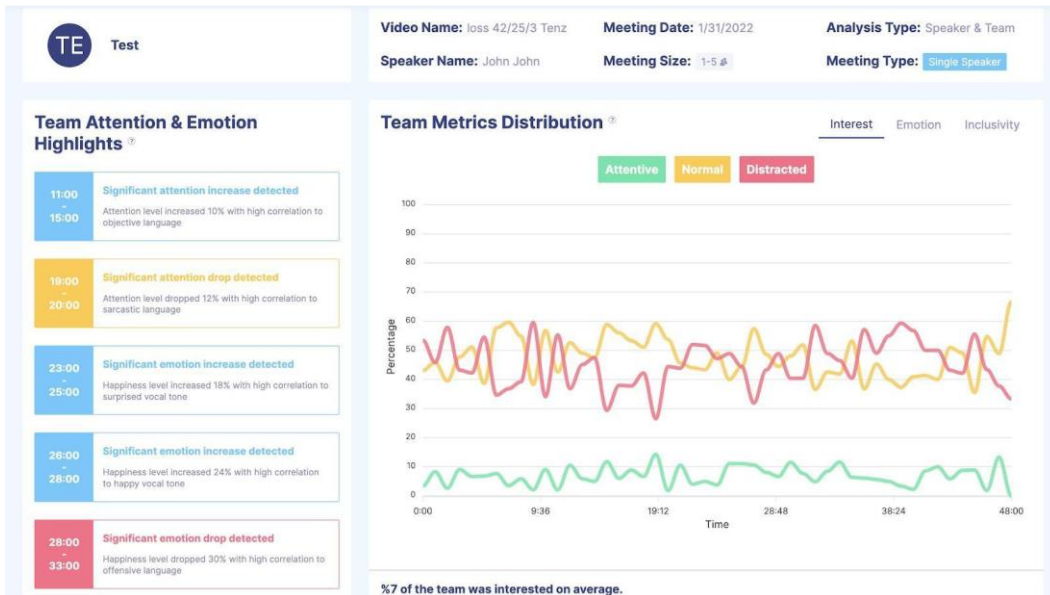 TE
Test
Video Name: loss 42/25/3 Tenz
Meeting Date: 1/31/2022
Analysis Type: Speaker & Team
Speaker Name: John John
Meeting Size: 1-5
Meeting Type: Single Speaker
Team Attention & Emotion
Highlights
11:00
-
15:00
Significant attention increase detected
Attention level increased 10% with high correlation to
objective language
19:00
-
20:00
Significant attention drop detected
Attention level dropped 12% with high correlation to
sarcastic language
23:00
-
25:00
Significant emotion increase detected
Happiness level increased 18% with high correlation to
surprised vocal tone
26:00
-
28:00
Significant emotion increase detected
Happiness level increased 24% with high correlation
to happy vocal tone
28:00
-
33:00
Significant emotion drop detected
Happiness level dropped 30% with high correlation to
offensive language
Team Metrics Distribution
Interest
Emotion
Inclusivity
Attentive
Normal
Distracted
Percentage
100
90
80
70
60
50
40
30
20
10
0
0:00
9:36
19:12
28:48
38:24
48:00
Time
%7 of the team was interested on average.